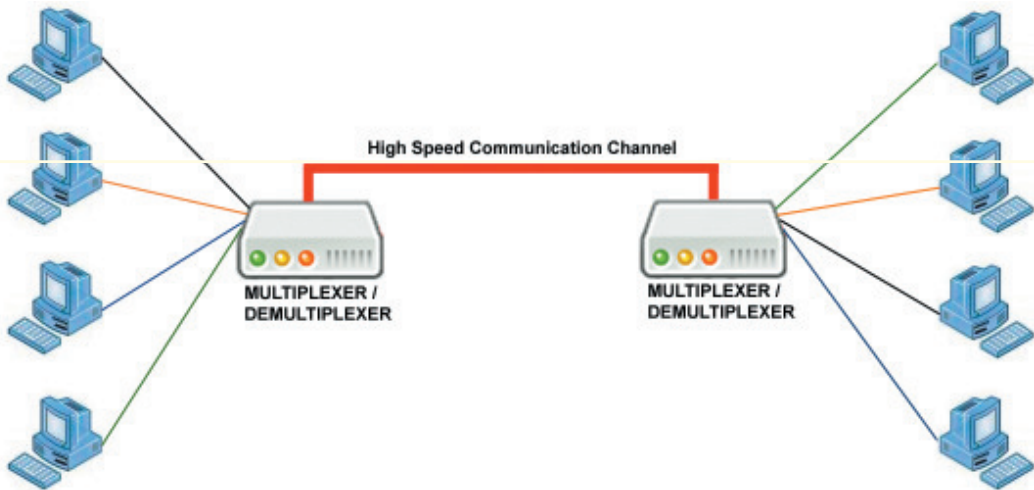 High Speed Communication Channel
MULTIPLEXER /
DEMULTIPLEXER
MULTIPLEXER /
DEMULTIPLEXER